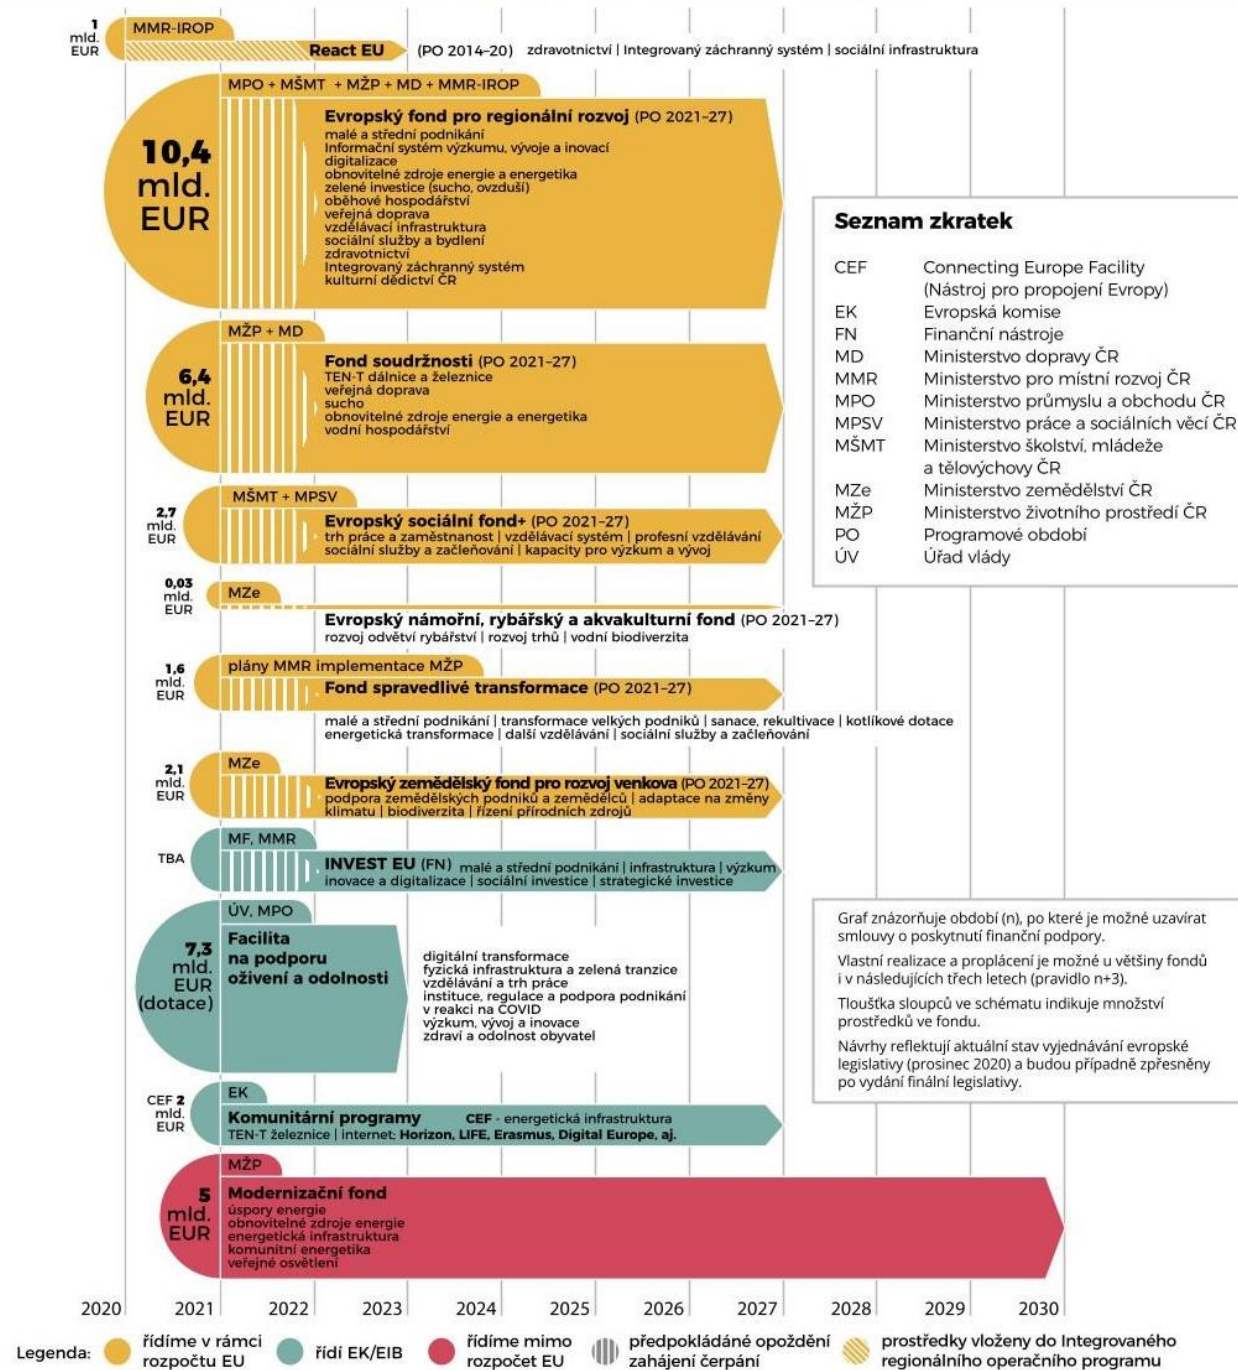 1
mld.
EUR
MMR-IROP
React EU (PO 2014–20) zdravotnictví | Integrovaný záchranný systém | sociální infrastruktura
MPO + MŠMT + MŽP + MD + MMR-IROP
10,4
mld.
EUR
Evropský fond pro regionální rozvoj (PO 2021–27)
malé a střední podnikání
Informační systém výzkumu, vývoje a inovací
digitalizace
obnovitelné zdroje energie a energetika
zelené investice (sucho, ovzduší)
oběhové hospodářství
veřejná doprava
vzdělávací infrastruktura
sociální služby a bydlení
zdravotnictví
Integrovaný záchranný systém
kulturní dědictví ČR
MŽP + MD
6,4
mld.
EUR
Fond soudržnosti (PO 2021–27)
TEN-T dálnice a železnice
veřejná doprava
sucho
obnovitelné zdroje energie a energetika
vodní hospodářství
MŠMT + MPSV
2,7
mld.
EUR
Evropský sociální fond+ (PO 2021–27)
trh práce a zaměstnanost | vzdělávací systém | profesní vzdělávání
sociální služby a začleňování | kapacity pro výzkum a vývoj
0,03
mld.
EUR
MZe
Evropský námořní, rybářský a akvakulturní fond (PO 2021–27)
rozvoj odvětví rybářství | rozvoj trhů | vodní biodiverzita
1,6
mld.
EUR
plány MMR implementace MŽP
Fond spravedlivé transformace (PO 2021–27)
malé a střední podnikání | transformace velkých podniků | sanace, rekultivace | kotlíkové dotace
energetická transformace | další vzdělávání | sociální služby a začleňování
2,1
mld.
EUR
MZe
Evropský zemědělský fond pro rozvoj venkova (PO 2021–27)
podpora zemědělských podniků a zemědělců | adaptace na změny
klimatu | biodiverzita | řízení přírodních zdrojů
TBA
MF, MMR
INVEST EU (FN) malé a střední podnikání | infrastruktura | výzkum
inovace a digitalizace | sociální investice | strategické investice
ÚV, MPO
7,3
mld.
EUR
(dotace)
Facilita
na podporu
oživení a odolnosti
digitální transformace
fyzická infrastruktura a zelená tranzice
vzdělávání a trh práce
instituce, regulace a podpora podnikání
v reakci na COVID
výzkum, vývoj a inovace
zdraví a odolnost obyvatel
CEF 2
mld.
EUR
EK
Komunitární programy CEF - energetická infrastruktura
TEN-T železnice | internet; Horizon, LIFE, Erasmus, Digital Europe, aj.
MŽP
5
mld.
EUR
Modernizační fond
úspory energie
obnovitelné zdroje energie
energetická infrastruktura
komunitní energetika
veřejné osvětlení
Seznam zkratek
CEF Connecting Europe Facility
(Nástroj pro propojení Evropy)
EK Evropská komise
FN Finanční nástroje
MD Ministerstvo dopravy ČR
MMR Ministerstvo pro místní rozvoj ČR
MPO Ministerstvo průmyslu a obchodu ČR
MPSV Ministerstvo práce a sociálních věcí ČR
MŠMT Ministerstvo školství, mládeže
a tělovýchovy ČR
MZe Ministerstvo zemědělství ČR
MŽP Ministerstvo životního prostředí ČR
PO Programové období
ÚV Úřad vlády
Graf znázorňuje období (n), po které je možné uzavírat
smlouvy o poskytnutí finanční podpory.
Vlastní realizace a proplácení je možné u většiny fondů
i v následujících třech letech (pravidlo n+3).
Tloušťka sloupců ve schématu indikuje množství
prostředků ve fondu.
Návrhy reflektují aktuální stav vyjednávání evropské
legislativy (prosinec 2020) a budou případně zpřesněny
po vydání finální legislativy.
2020 2021 2022 2023 2024 2025 2026 2027 2028 2029 2030
Legenda:
řídíme v rámci
rozpočtu EU
řídí EK/EIB
řídíme mimo
rozpočet EU
předpokládané opoždění
zahájení čerpání
prostředky vloženy do Integrovaného
regionálního operačního programu